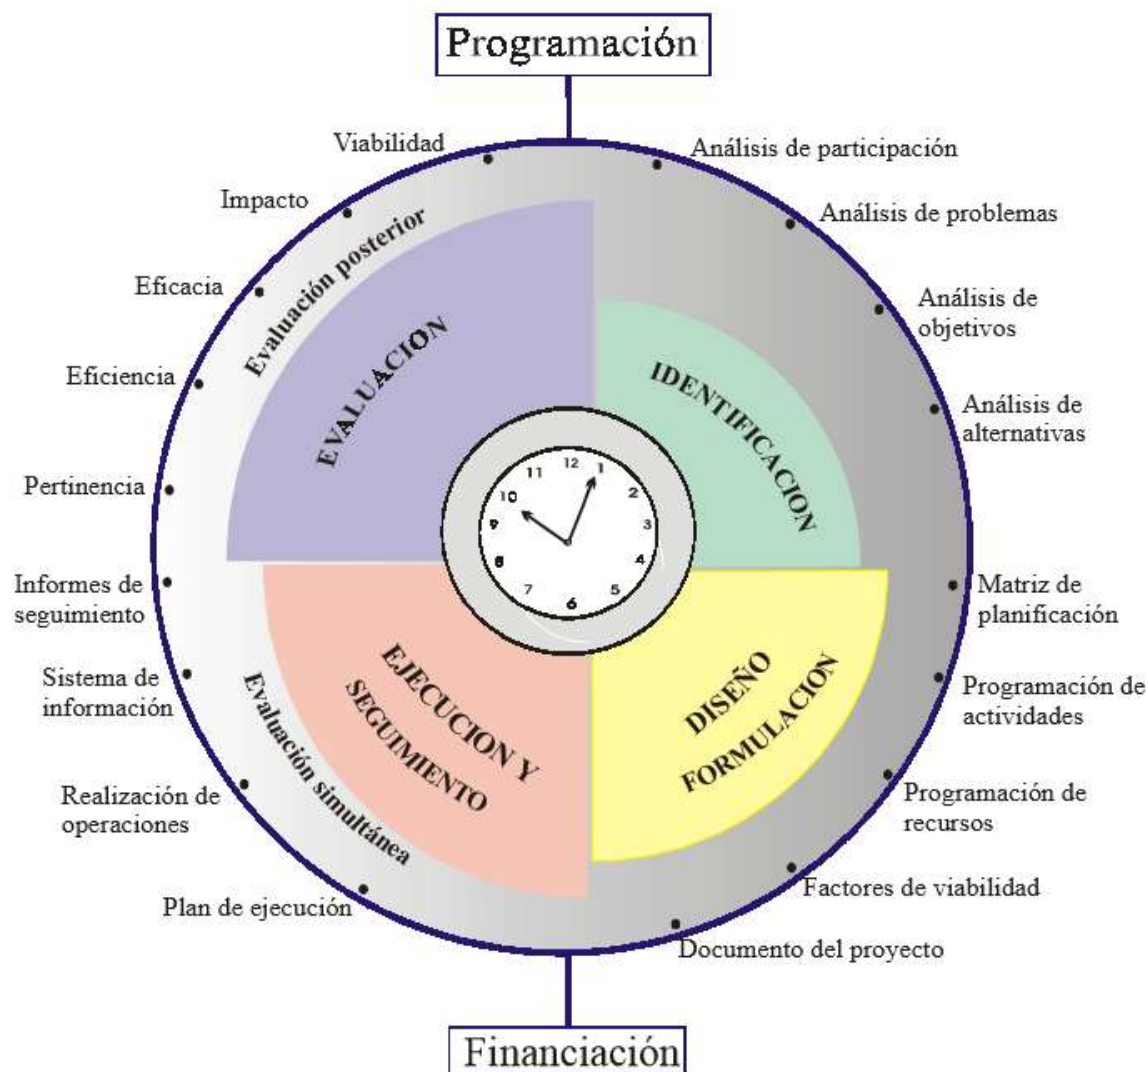 Programación
Viabilidad
Análisis de participación
Impacto
Análisis de problemas
Evaluación posterior
Eficacia
Análisis de
objetivos
EVALUACION
IDENTIFICACION
Eficiencia
Análisis de
alternativas
Pertinencia
12
1
2
3
4
5
6
7
8
9
10
11
Informes de
seguimiento
Matriz de
planificación
Sistema de
información
Programación de
actividades
EJECUCION Y
SEGUIMIENTO
DISEÑO
FORMULACION
Evaluación simultánea
Realización de
operaciones
Programación de
recursos
Plan de ejecución
Factores de viabilidad
Documento del proyecto
Financiación